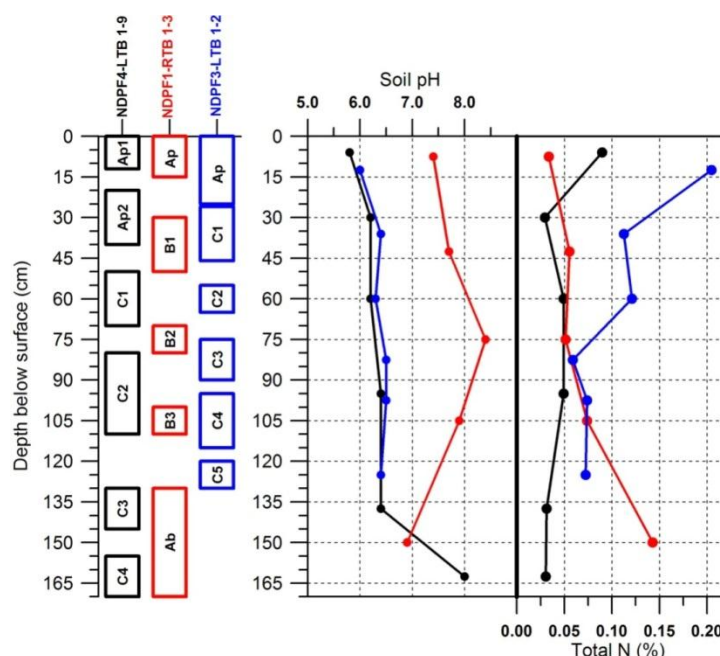 NDPF4-LTB 1-9
NDPF1-RTB 1-3
NDPF3-LTB 1-2
Soil pH
5.0 6.0 7.0 8.0
Depth below surface (cm)
0
15
30
45
60
75
90
105
120
135
150
165
Ap1
Ap2
C1
C2
C3
C4
Ap
B1
B2
B3
Ab
Ap
C1
C2
C3
C4
C5
0.00 0.05 0.10 0.15 0.20
Total N (%)